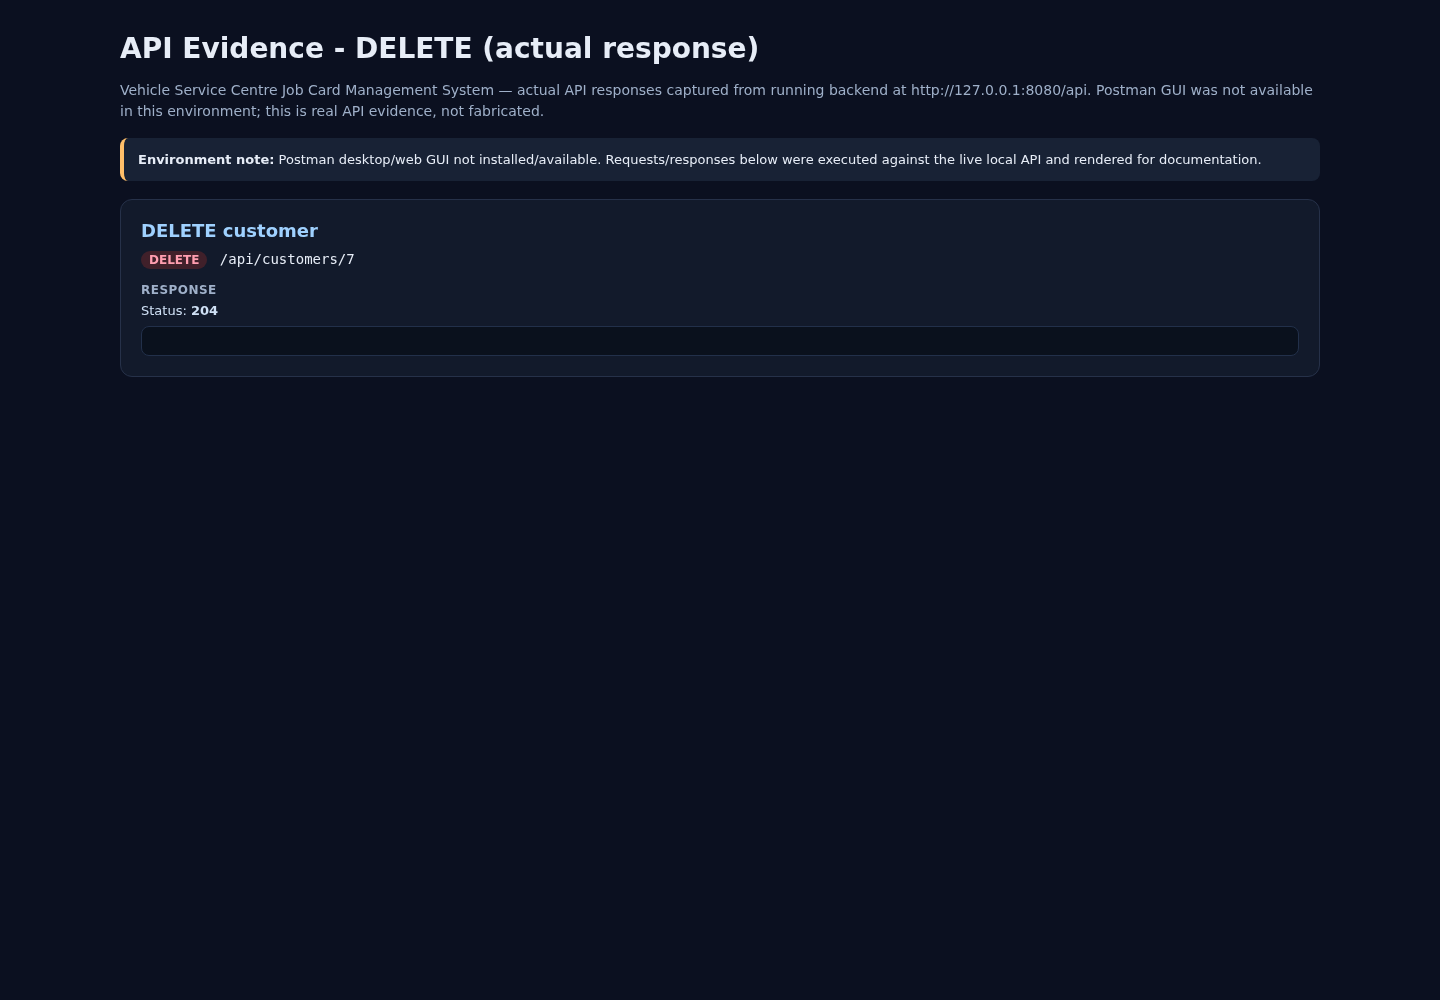 API Evidence - DELETE (actual response)
Vehicle Service Centre Job Card Management System — actual API responses captured from running backend at http://127.0.0.1:8080/api. Postman GUI was not available
in this environment; this is real API evidence, not fabricated.
Environment note: Postman desktop/web GUI not installed/available. Requests/responses below were executed against the live local API and rendered for documentation.
DELETE customer
DELETE /api/customers/7
RESPONSE
Status: 204